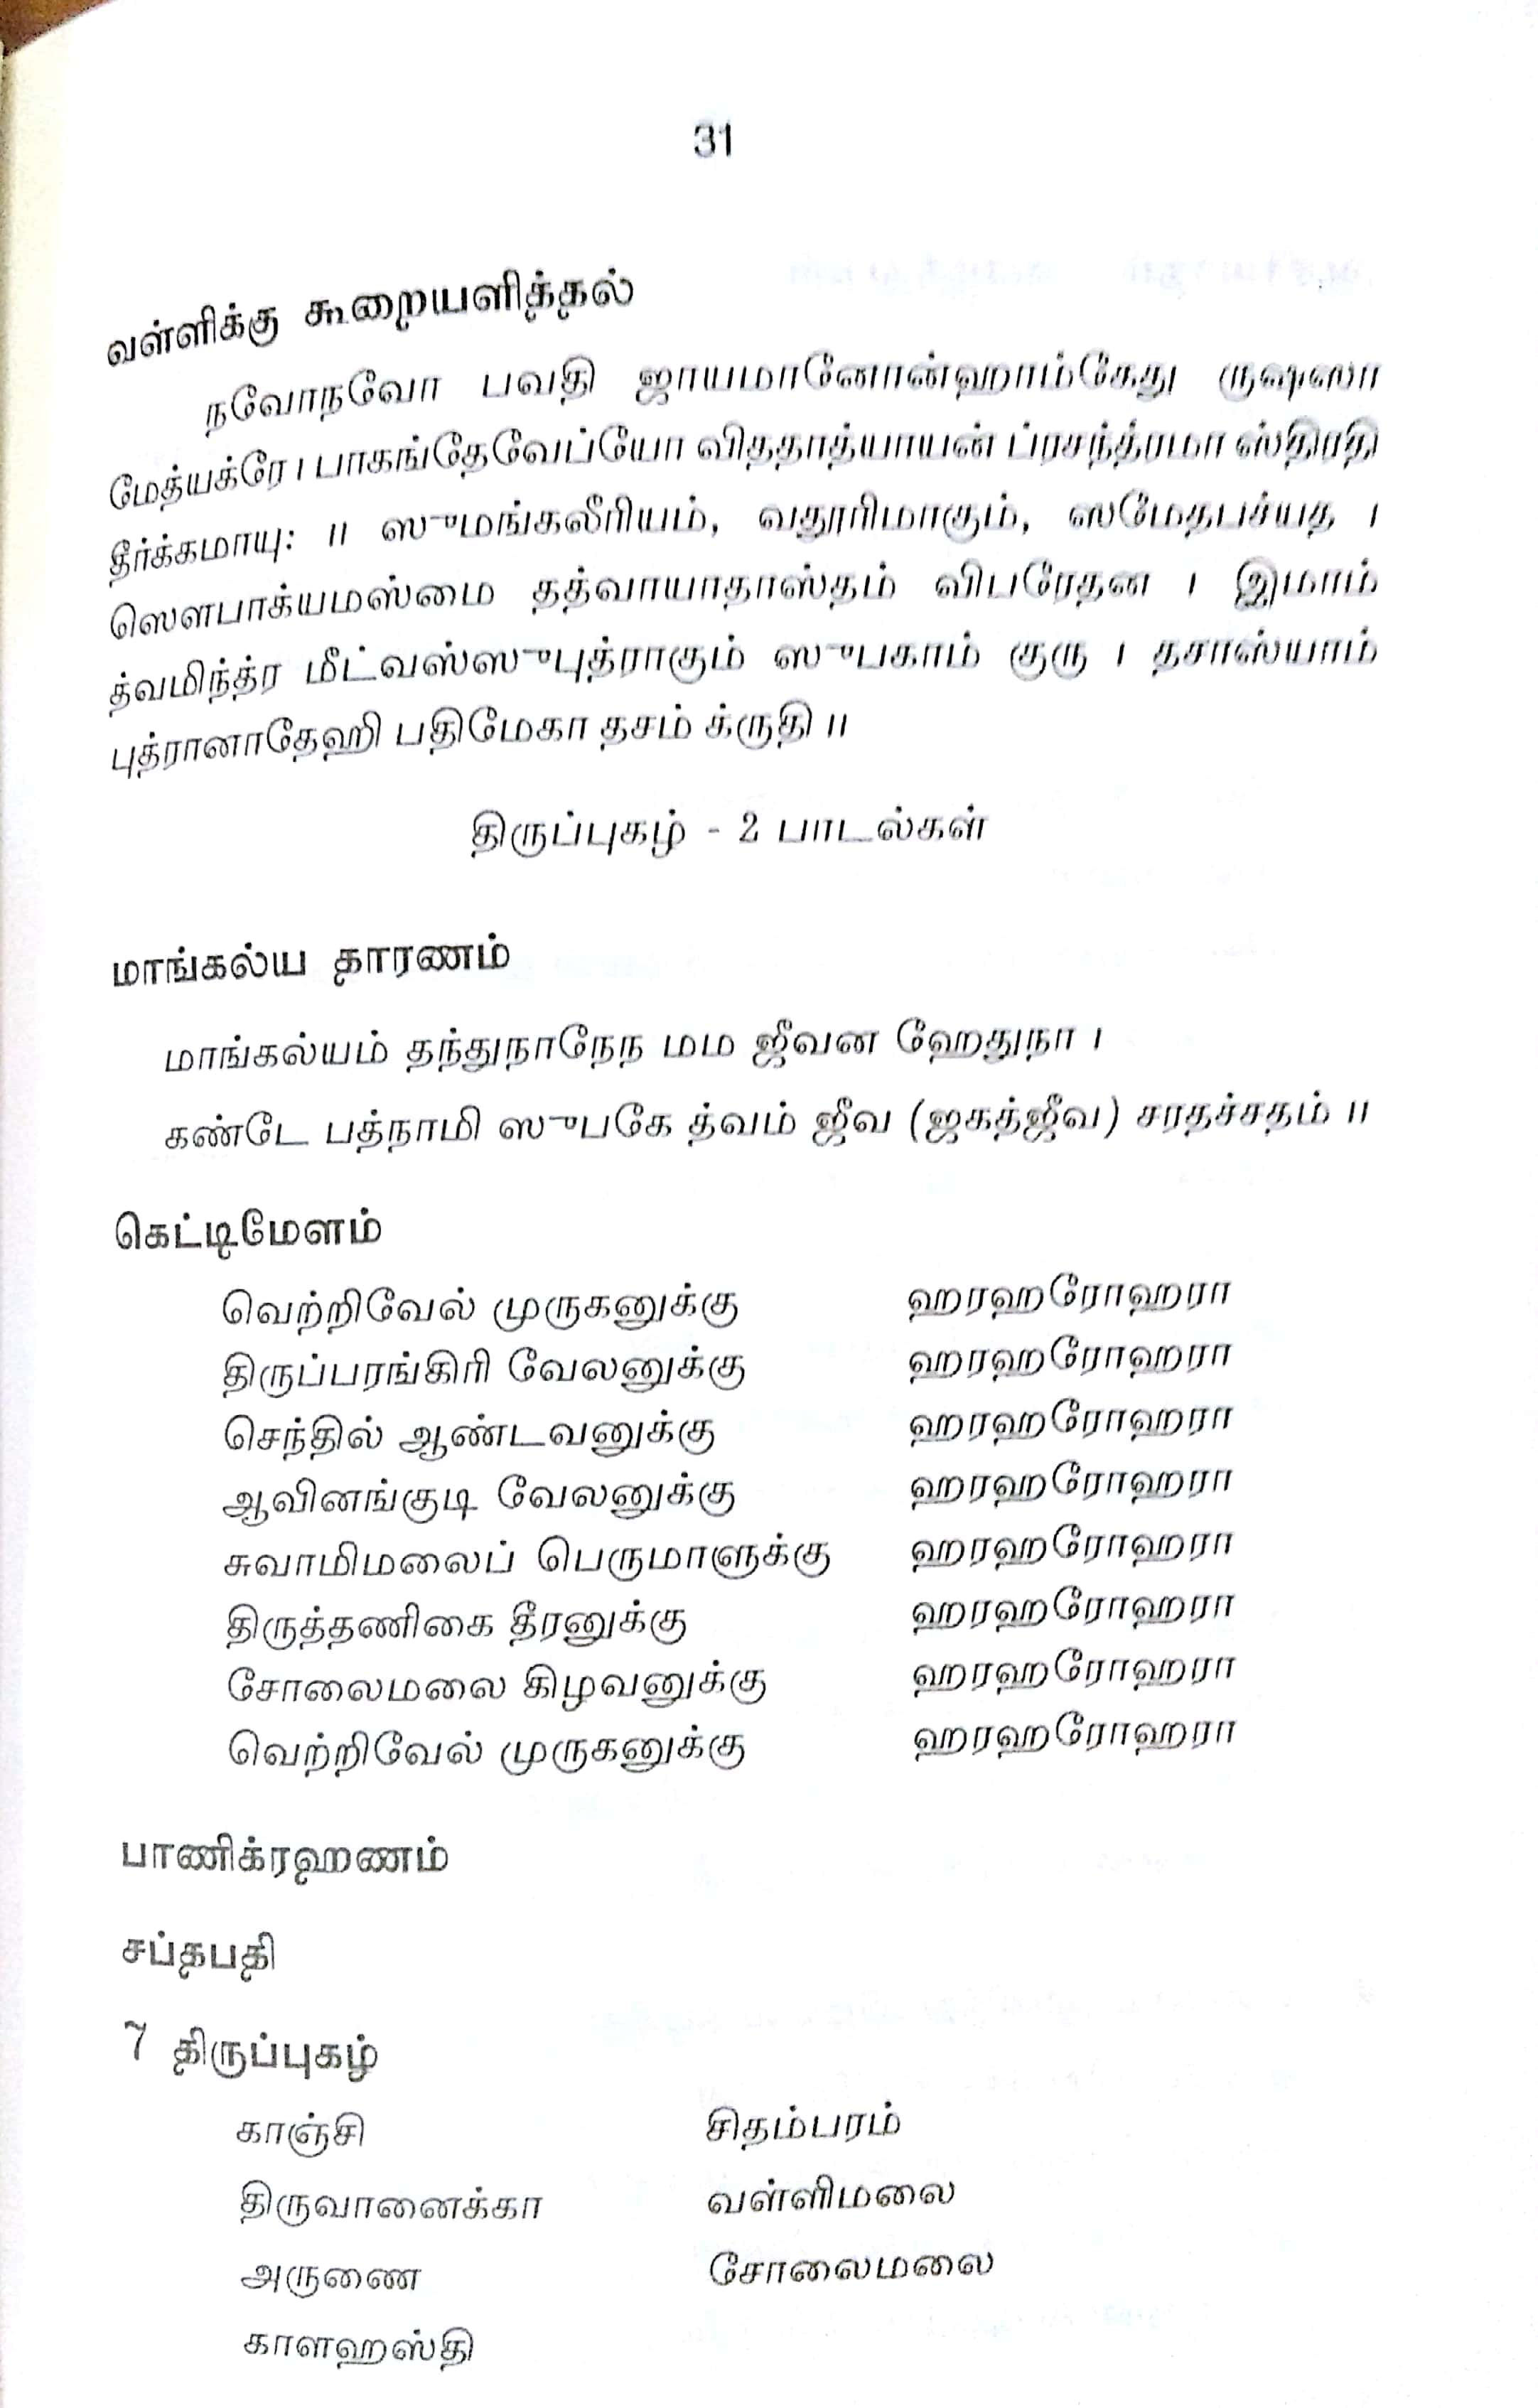 31
வள்ளிக்கு கூறையளித்தல்
நவோநவோ பவதி ஜாயமானோன்ஹாம்கேது ருஷஸா
மேத்யக்ரே । பாகங்தேவேப்யோ விததாத்யாயன் ப்ரசந்த்ரமா ஸ்திரதி
தீர்க்கமாயு: ॥ ஸுமங்கலீரியம், வதூரிமாகும், ஸமேதபச்யத ।
ஸௌபாக்யமஸ்மை தத்வாயாதாஸ்தம் விபரேதன । இமாம்
த்வமிந்த்ர மீட்வஸ்ஸுபுத்ராகும் ஸுபகாம் குரு । தசாஸ்யாம்
புத்ரானாதேஹி பதிமேகா தசம் க்ருதி ॥
திருப்புகழ் - 2 பாடல்கள்
மாங்கல்ய தாரணம்
மாங்கல்யம் தந்துநாநேந மம ஜீவன ஹேதுநா ।
கண்டே பத்நாமி ஸுபகே த்வம் ஜீவ (ஜகத்ஜீவ) சரதச்சதம் ॥
கெட்டிமேளம்
வெற்றிவேல் முருகனுக்கு ஹரஹரோஹரா
திருப்பரங்கிரி வேலனுக்கு ஹரஹரோஹரா
செந்தில் ஆண்டவனுக்கு ஹரஹரோஹரா
ஆவினங்குடி வேலனுக்கு ஹரஹரோஹரா
சுவாமிமலைப் பெருமாளுக்கு ஹரஹரோஹரா
திருத்தணிகை தீரனுக்கு ஹரஹரோஹரா
சோலைமலை கிழவனுக்கு ஹரஹரோஹரா
வெற்றிவேல் முருகனுக்கு ஹரஹரோஹரா
பாணிக்ரஹணம்
சப்தபதி
7 திருப்புகழ்
காஞ்சி சிதம்பரம்
திருவானைக்கா வள்ளிமலை
அருணை சோலைமலை
காளஹஸ்தி